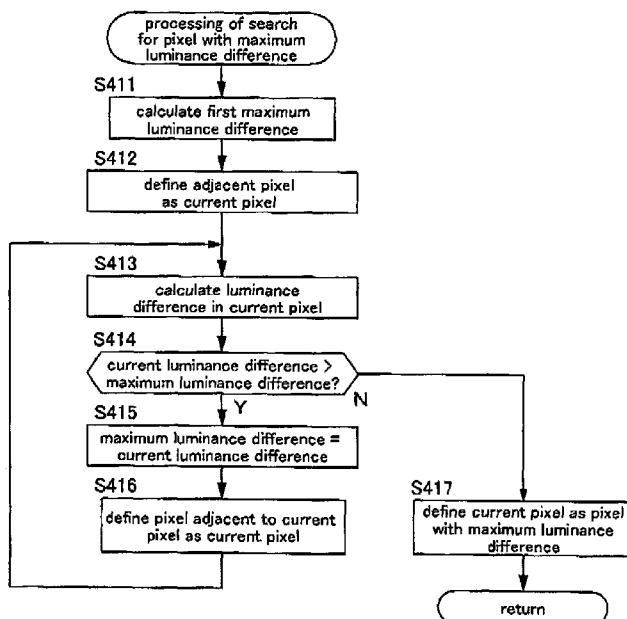 processing of search
for pixel with maximum
luminance difference
S411
calculate first maximum
luminance difference
S412
define adjacent pixel
as current pixel
S413
calculate luminance
difference in current pixel
S414
current luminance difference >
maximum luminance difference?
Y
N
S415
maximum luminance difference =
current luminance difference
S416
define pixel adjacent to current
pixel as current pixel
S417
define current pixel as pixel
with maximum luminance
difference
return